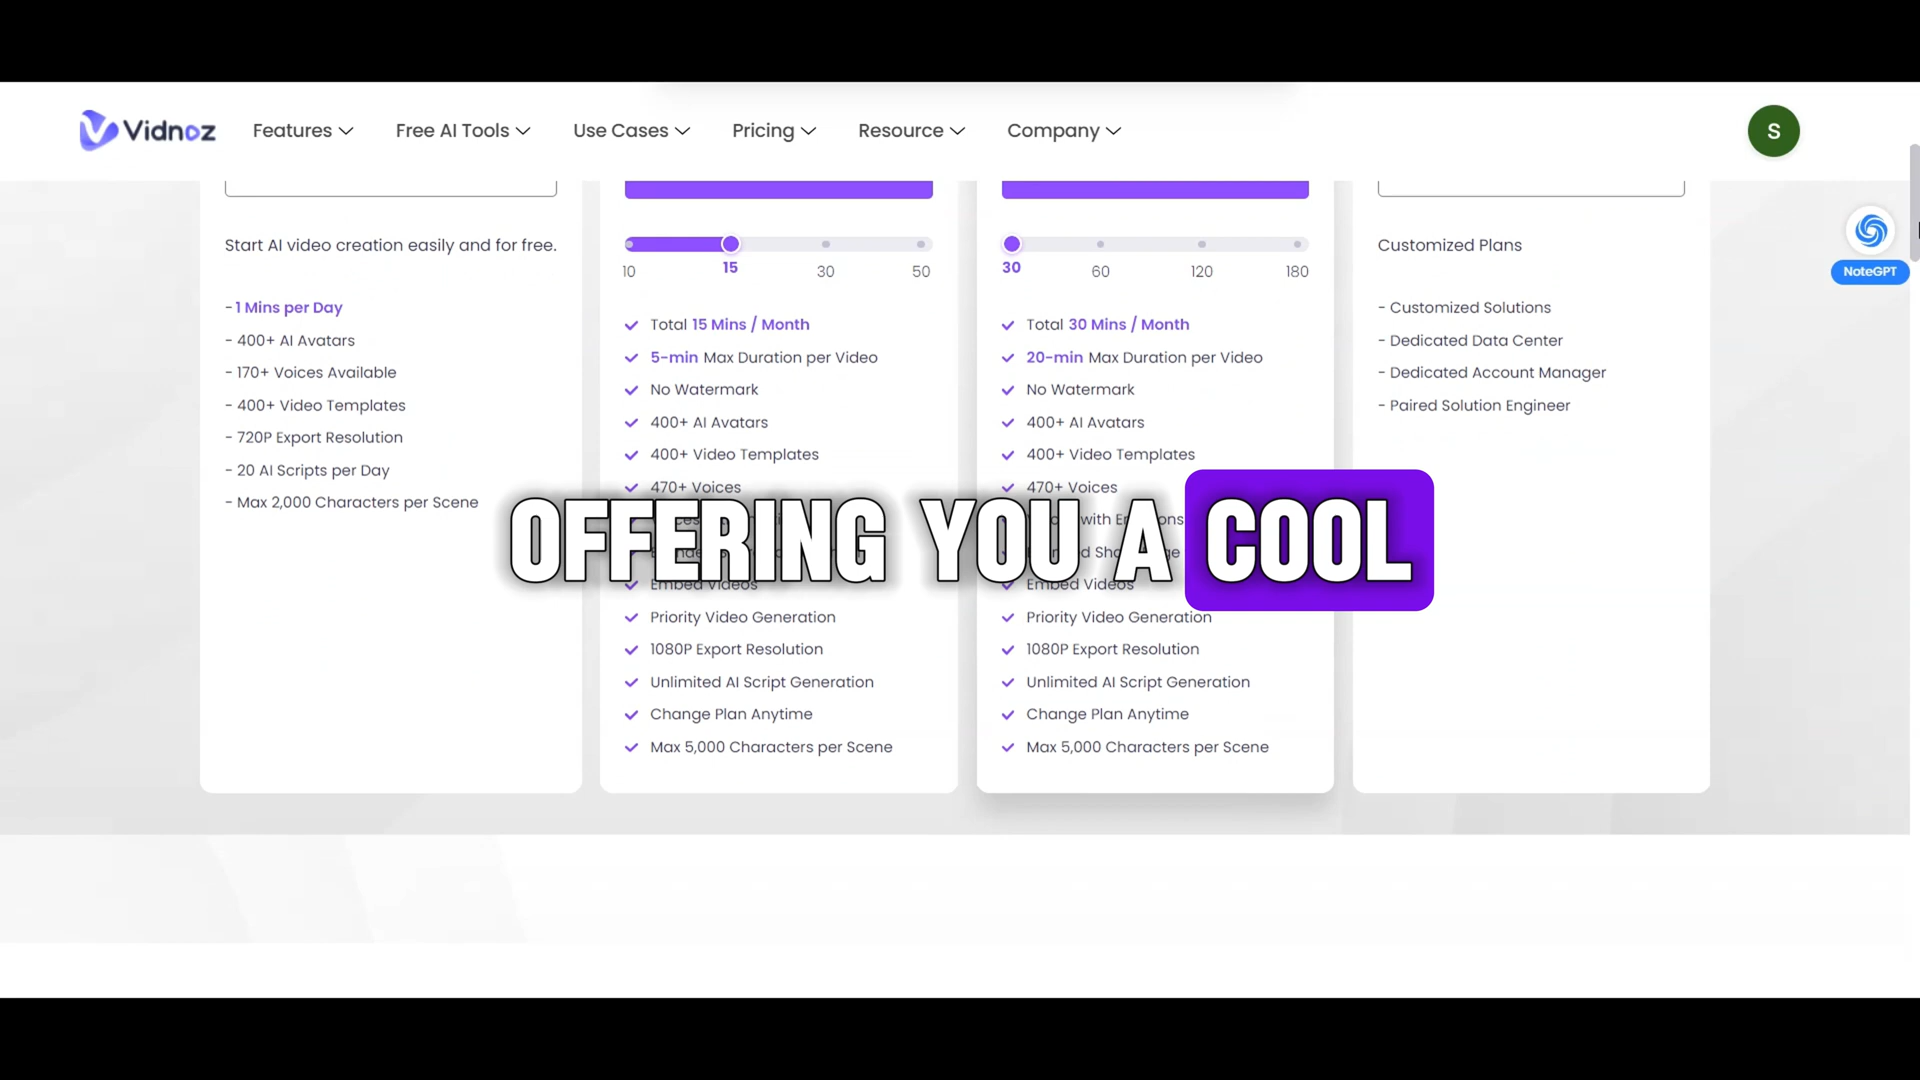 Vidnoz
Features
Free AI Tools
Use Cases
Pricing
Resource
Company
S
NoteGPT
Start AI video creation easily and for free.
- 1 Mins per Day
- 400+ AI Avatars
- 170+ Voices Available
- 400+ Video Templates
- 720P Export Resolution
- 20 AI Scripts per Day
- Max 2,000 Characters per Scene
10
15
30
50
Total 15 Mins / Month
5-min Max Duration per Video
No Watermark
400+ AI Avatars
400+ Video Templates
470+ Voices
Embed Videos
Priority Video Generation
1080P Export Resolution
Unlimited AI Script Generation
Change Plan Anytime
Max 5,000 Characters per Scene
30
60
120
180
Total 30 Mins / Month
20-min Max Duration per Video
No Watermark
400+ AI Avatars
400+ Video Templates
470+ Voices
with
Embed Videos
Priority Video Generation
1080P Export Resolution
Unlimited AI Script Generation
Change Plan Anytime
Max 5,000 Characters per Scene
Customized Plans
- Customized Solutions
- Dedicated Data Center
- Dedicated Account Manager
- Paired Solution Engineer
OFFERING YOU A COOL